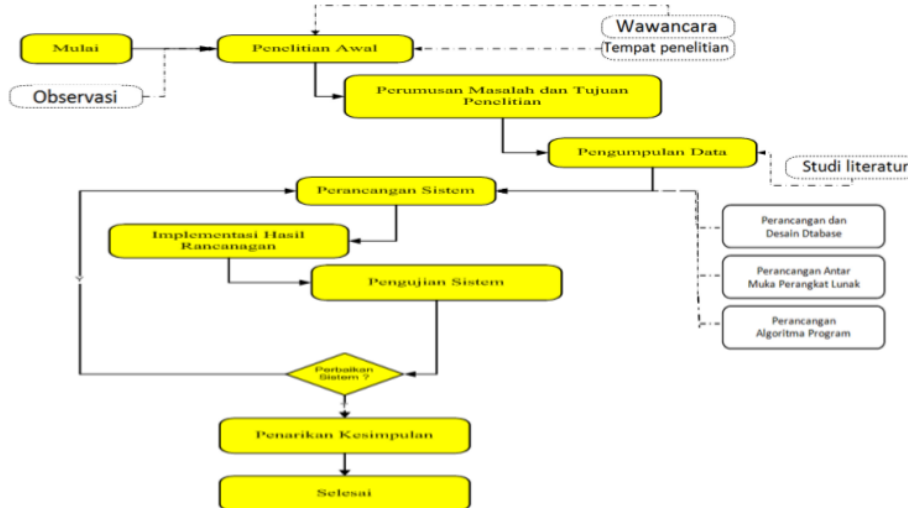 Wawancara
Mulai
Penelitian Awal
Tempat penelitian
Observasi
Perumusan Masalah dan Tujuan
Penelitian
Pengumpulan Data
Studi literatur
Perancangan Sistem
Perancangan dan
Desain Dtabase
Implementasi Hasil
Rancanagan
Perancangan Antar
Muka Perangkat Lunak
Pengujian Sistem
Perancangan
Algoritma Program
Perbaikan
Sistem ?
Penarikan Kesimpulan
Selesai